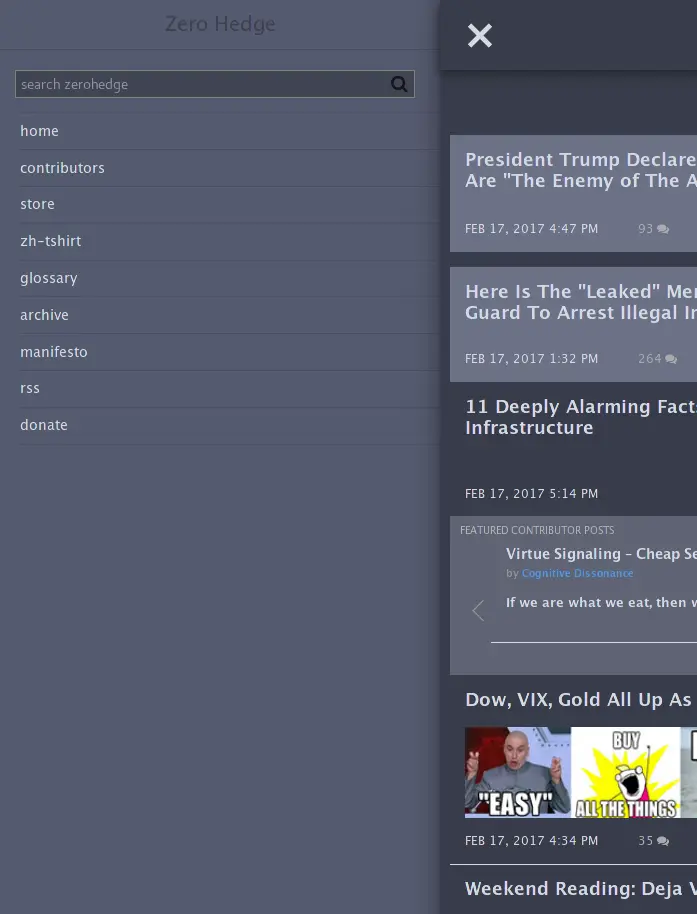 Zero Hedge
search zerohedge
home
contributors
store
zh-tshirt
glossary
archive
manifesto
rss
donate
President Trump Declare
Are "The Enemy of The A
FEB 17, 2017 4:47 PM 93
Here Is The "Leaked" Me
Guard To Arrest Illegal I
FEB 17, 2017 1:32 PM 264
11 Deeply Alarming Fact
Infrastructure
FEB 17, 2017 5:14 PM
FEATURED CONTRIBUTOR POSTS
Virtue Signaling - Cheap Se
by Cognitive Dissonance
If we are what we eat, then w
Dow, VIX, Gold All Up As
"EASY"
BUY
ALL THE THINGS
FEB 17, 2017 4:34 PM 35
Weekend Reading: Deja V